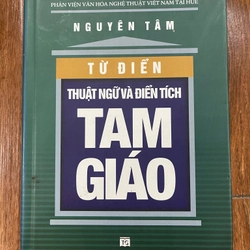 PHÂN VIỆN VĂN HÓA NGHỆ THUẬT VIỆT NAM TẠI HUẾ
NGUYÊN TÂM
TỪ ĐIỂN
THUẬT NGỮ VÀ ĐIỂN TÍCH
TAM
GIÁO